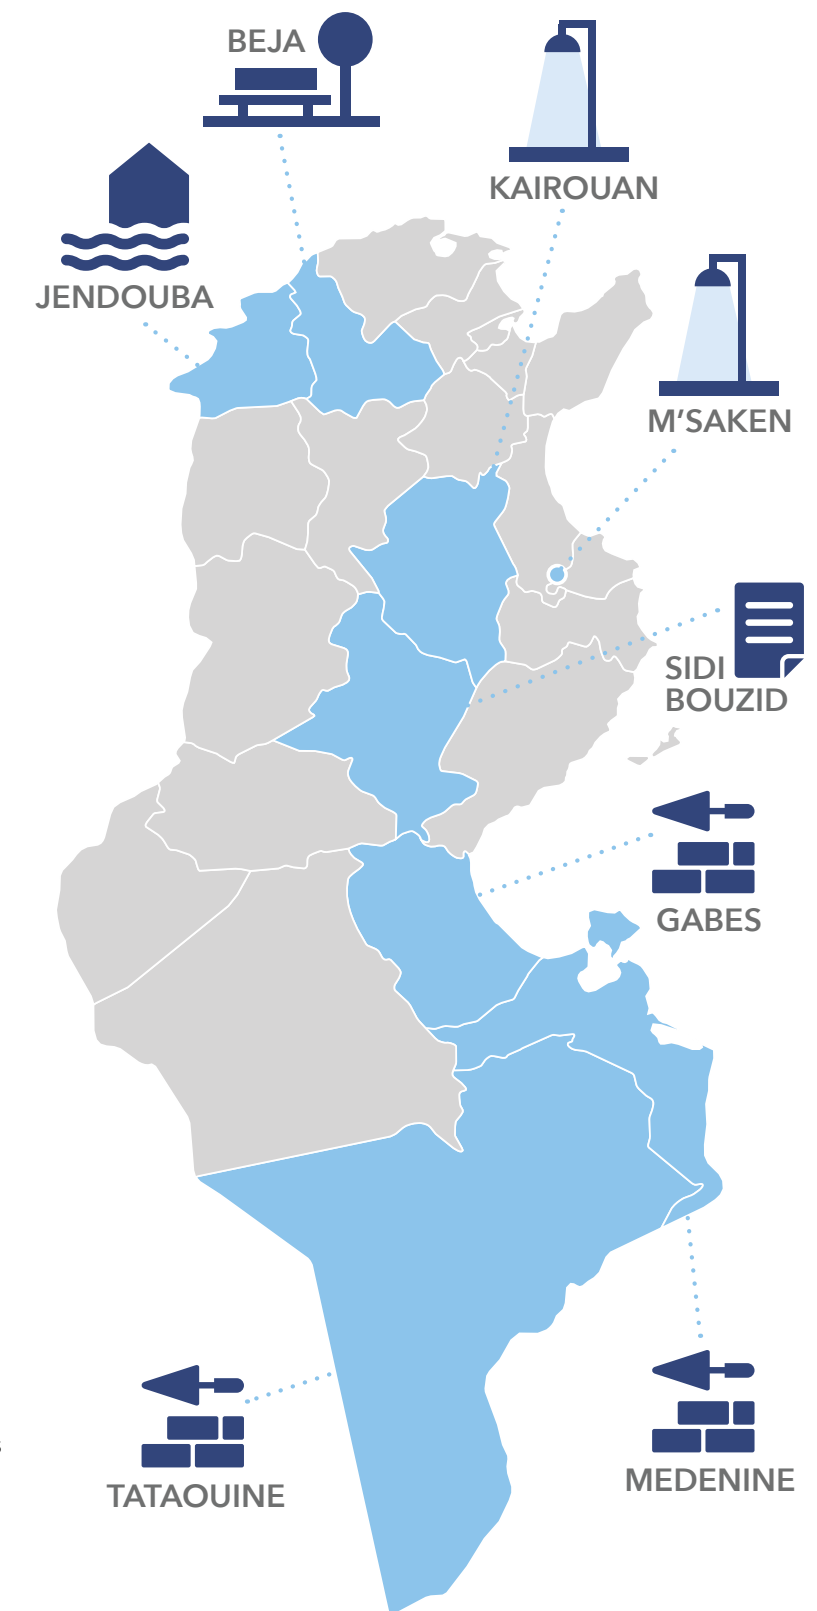 BEJA
KAIROUAN
JENDOUBA
M'SAKEN
SIDI
BOUZID
GABES
TATAOUINE
MEDENINE